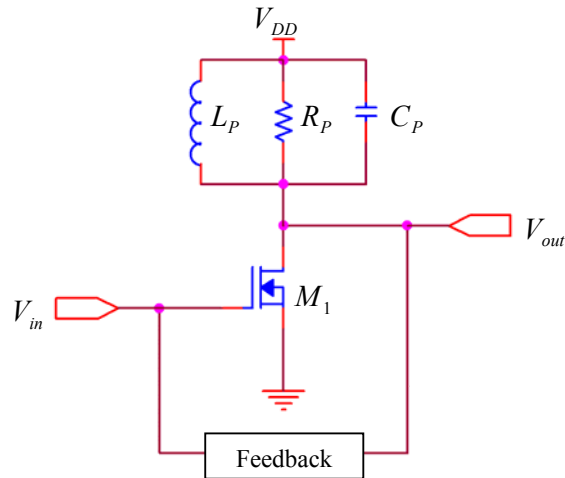 V_DD
L_P
R_P
C_P
V_out
M_1
V_in
Feedback